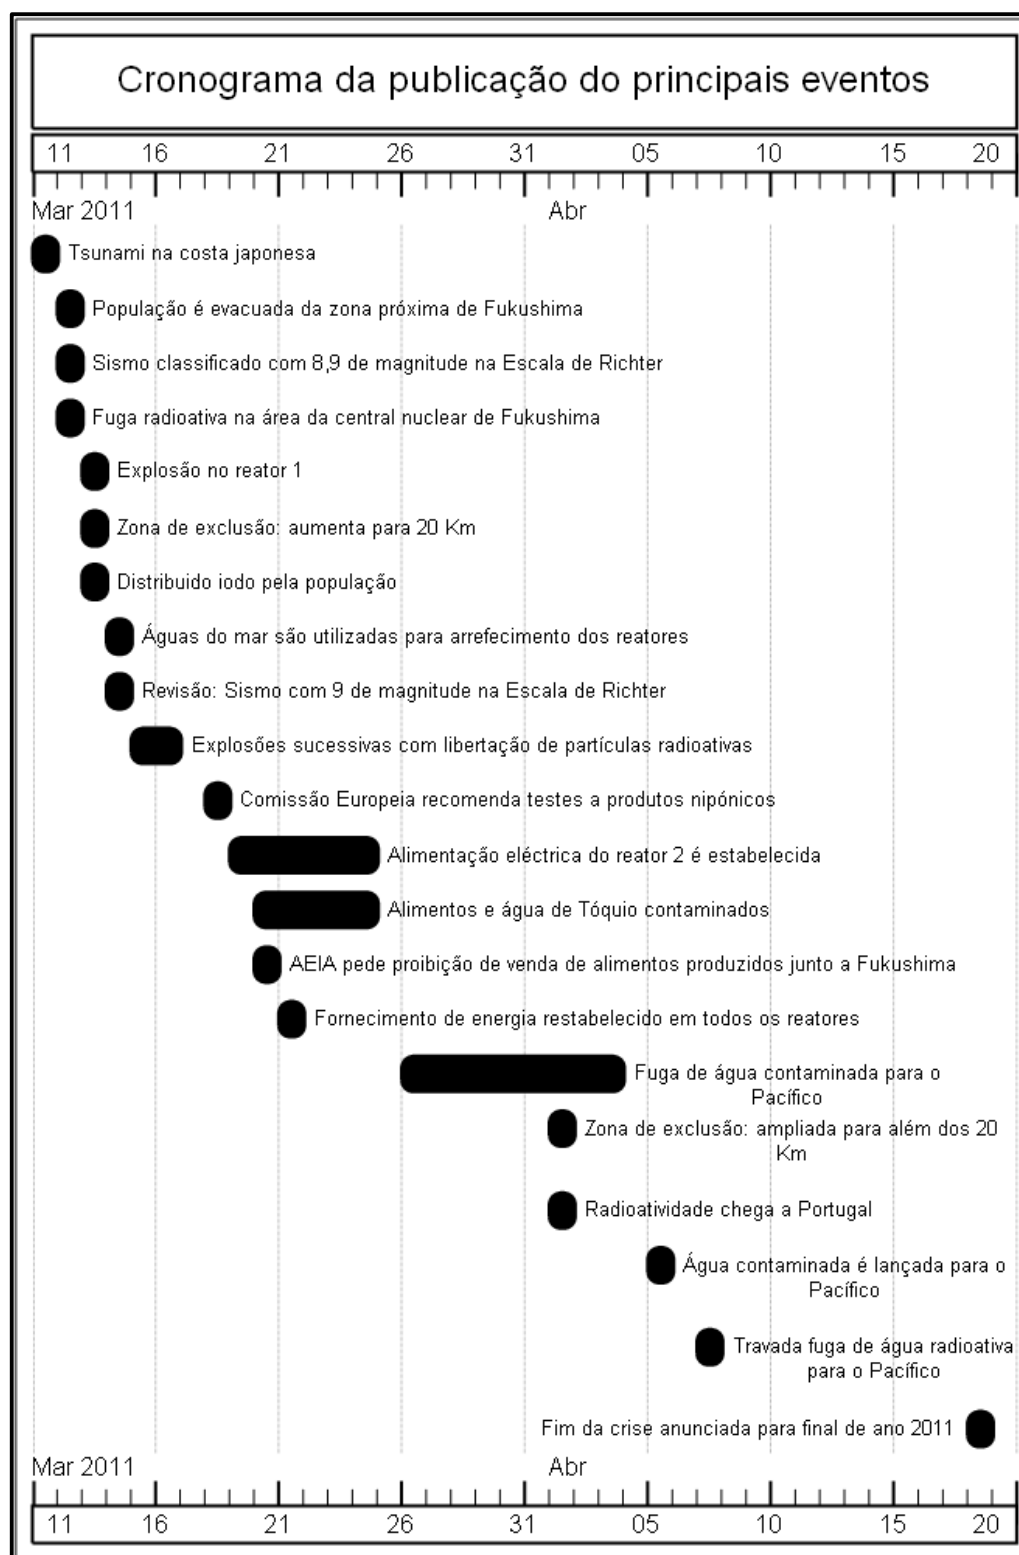 Cronograma da publicação do principais eventos
11 16 21 26 31 05 10 15 20
Mar 2011 Abr
Tsunami na costa japonesa
População é evacuada da zona próxima de Fukushima
Sismo classificado com 8,9 de magnitude na Escala de Richter
Fuga radioativa na área da central nuclear de Fukushima
Explosão no reator 1
Zona de exclusão: aumenta para 20 Km
Distribuido iodo pela população
Águas do mar são utilizadas para arrefecimento dos reatores
Revisão: Sismo com 9 de magnitude na Escala de Richter
Explosões sucessivas com libertação de partículas radioativas
Comissão Europeia recomenda testes a produtos nipónicos
Alimentação eléctrica do reator 2 é estabelecida
Alimentos e água de Tóquio contaminados
AEIA pede proibição de venda de alimentos produzidos junto a Fukushima
Fornecimento de energia restabelecido em todos os reatores
Fuga de água contaminada para o
Pacífico
Zona de exclusão: ampliada para além dos 20
Km
Radioatividade chega a Portugal
Água contaminada é lançada para o
Pacífico
Travada fuga de água radioativa
para o Pacífico
Fim da crise anunciada para final de ano 2011
Mar 2011 Abr
11 16 21 26 31 05 10 15 20